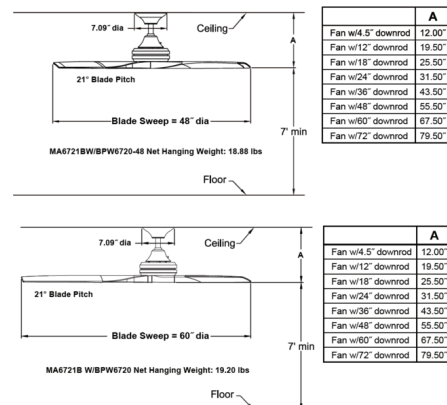 7.09″ dia
Ceiling
A
21° Blade Pitch
Blade Sweep = 48″ dia
7' min
MA6721BW/BPW6720-48 Net Hanging Weight: 18.88 lbs
Floor
A
Fan w/4.5″ downrod 12.00″
Fan w/12″ downrod 19.50″
Fan w/18″ downrod 25.50″
Fan w/24″ downrod 31.50″
Fan w/36″ downrod 43.50″
Fan w/48″ downrod 55.50″
Fan w/60″ downrod 67.50″
Fan w/72″ downrod 79.50″
7.09″ dia
Ceiling
A
21° Blade Pitch
Blade Sweep = 60″ dia
7' min
MA6721B W/BPW6720 Net Hanging Weight: 19.20 lbs
Floor
A
Fan w/4.5″ downrod 12.00″
Fan w/12″ downrod 19.50″
Fan w/18″ downrod 25.50″
Fan w/24″ downrod 31.50″
Fan w/36″ downrod 43.50″
Fan w/48″ downrod 55.50″
Fan w/60″ downrod 67.50″
Fan w/72″ downrod 79.50″